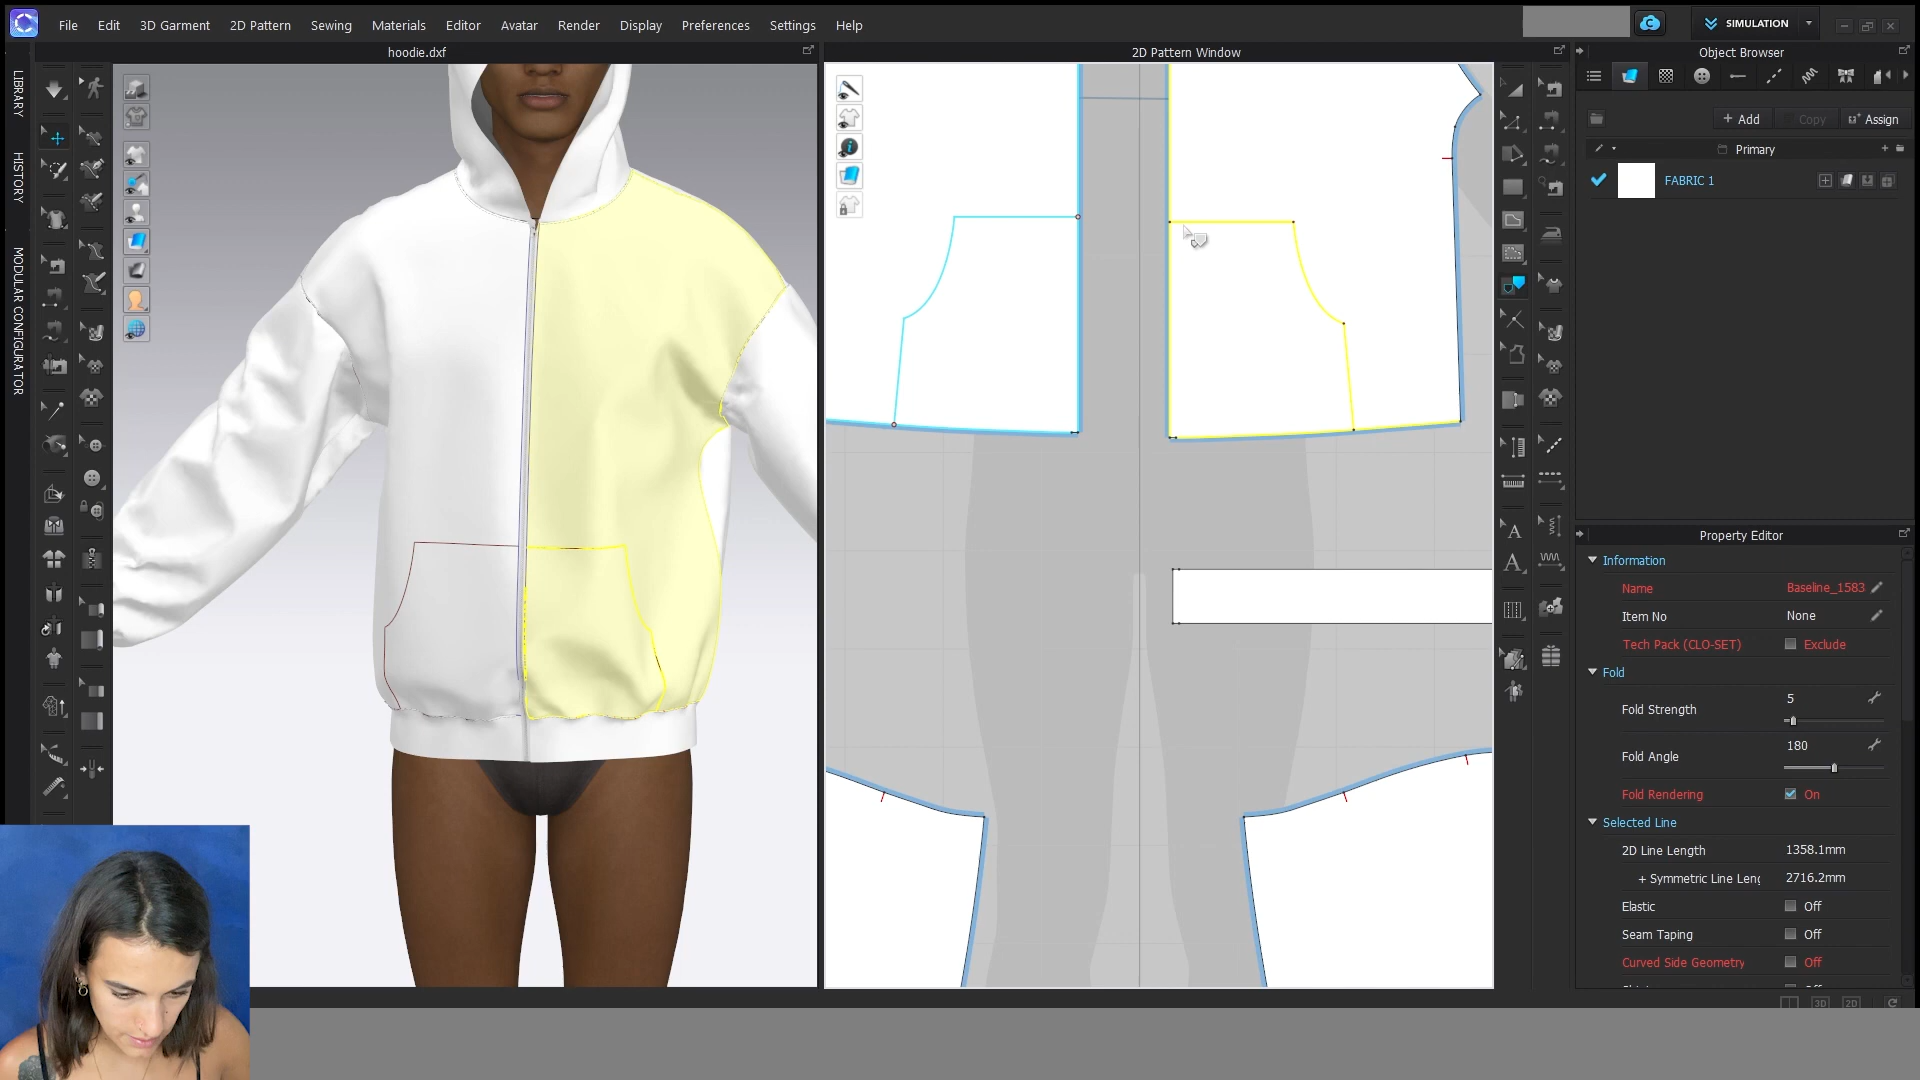 File Edit 3D Garment 2D Pattern Sewing Materials Editor Avatar Render Display Preferences Settings Help
SIMULATION
hoodie.dxf
2D Pattern Window
Object Browser
LIBRARY
HISTORY
MODULAR CONFIGURATOR
+ Add
Copy
Assign
Primary
FABRIC 1
Property Editor
Information
Name Baseline_1583
Item No None
Tech Pack (CLO-SET) Exclude
Fold
Fold Strength 5
Fold Angle 180
Fold Rendering On
Selected Line
2D Line Length 1358.1mm
+ Symmetric Line Leng 2716.2mm
Elastic Off
Seam Taping Off
Curved Side Geometry Off
3D 2D